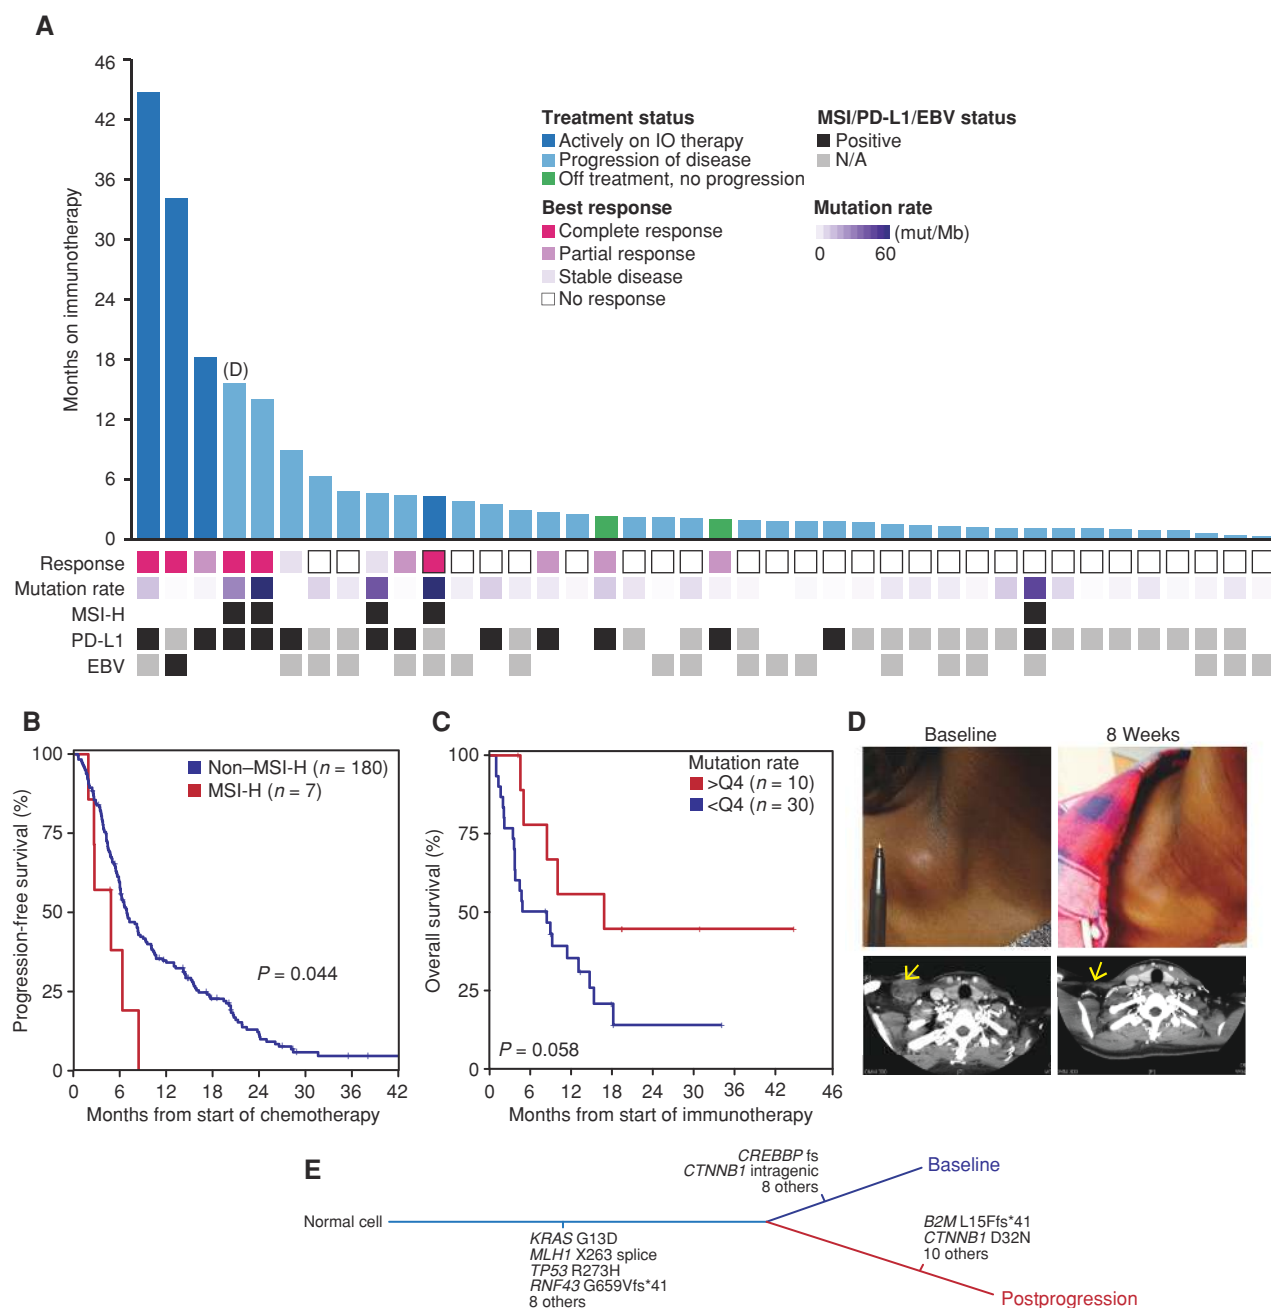 A
46
42
36
30
24
18
12
6
0
Months on immunotherapy
(D)
Treatment status
Actively on IO therapy
Progression of disease
Off treatment, no progression
Best response
Complete response
Partial response
Stable disease
No response
MSI/PD-L1/EBV status
Positive
N/A
Mutation rate
(mut/Mb)
0 60
Response
Mutation rate
MSI-H
PD-L1
EBV
B
100
75
50
25
0
Progression-free survival (%)
Non–MSI-H (n = 180)
MSI-H (n = 7)
P = 0.044
0 6 12 18 24 30 36 42
Months from start of chemotherapy
C
100
75
50
25
0
Overall survival (%)
Mutation rate
>Q4 (n = 10)
<Q4 (n = 30)
P = 0.058
0 6 12 18 24 30 36 42 46
Months from start of immunotherapy
D
Baseline
8 Weeks
E
Normal cell
KRAS G13D
MLH1 X263 splice
TP53 R273H
RNF43 G659Vfs*41
8 others
CREBBP fs
CTNNB1 intragenic
8 others
Baseline
B2M L15Ffs*41
CTNNB1 D32N
10 others
Postprogression